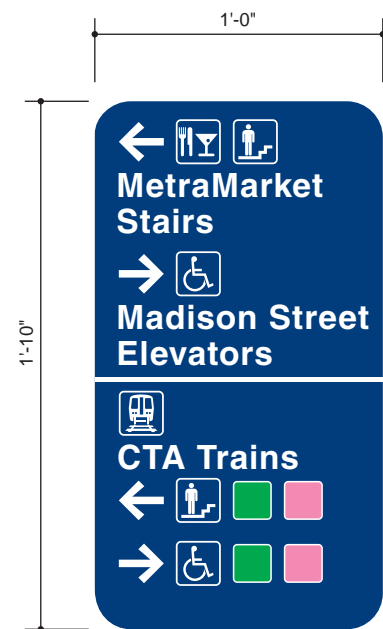 1'-0"
1'-10"
MetraMarket
Stairs
Madison Street
Elevators
CTA Trains